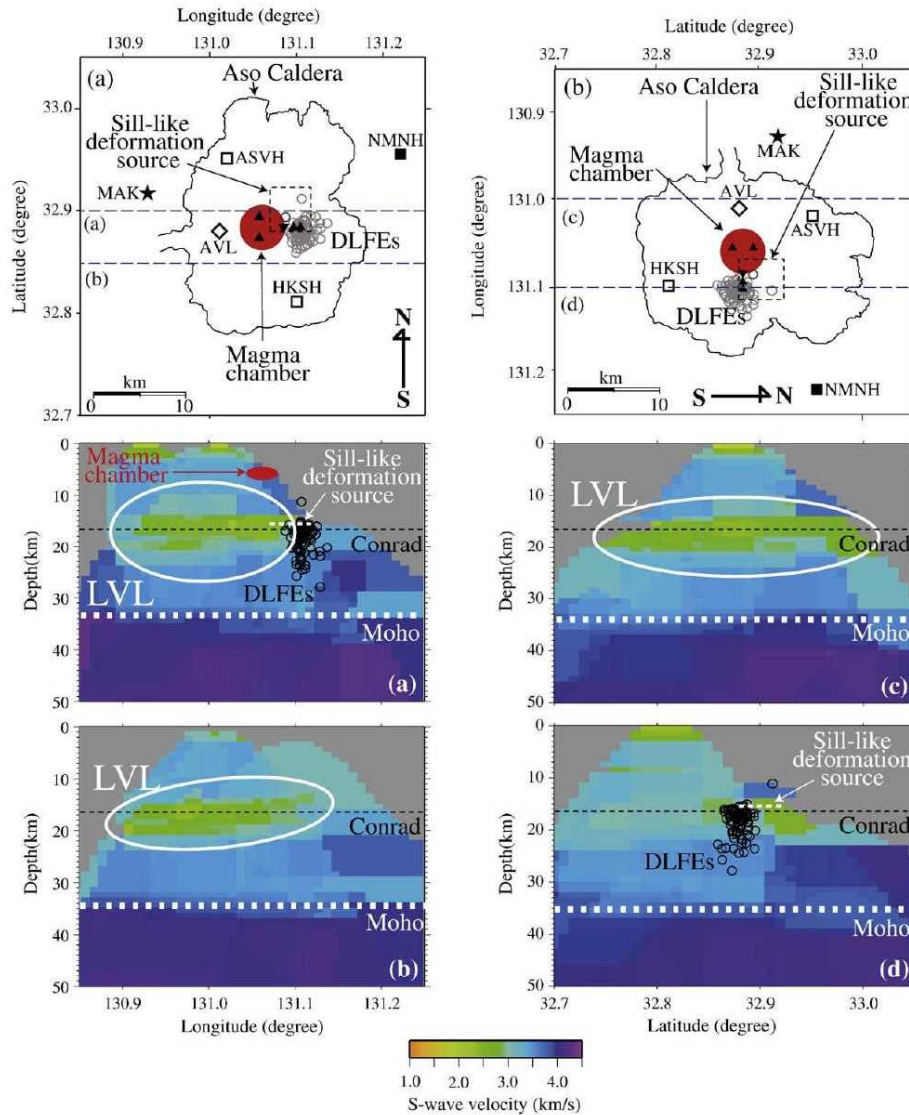 Longitude (degree)
130.9 131.0 131.1 131.2
(a)
Aso Caldera
33.0
Sill-like
deformation
source
NMNH
ASVH
MAK
32.9
(a)
AVL
DLFEs
(b)
HKSH
32.8
Magma
chamber
N
S
km
0 10
32.7
Latitude (degree)
Latitude (degree)
32.7 32.8 32.9 33.0
(b)
Aso Caldera
Sill-like
deformation
source
130.9
MAK
Magma
chamber
131.0
(c)
AVL
ASVH
HKSH
131.1
(d)
DLFEs
131.2
km
0 10
S N
NMNH
Longitude (degree)
0
Magma
chamber
Sill-like
deformation
source
10
20
Conrad
DLFEs
30
LVL
Moho
40
50
(a)
Depth(km)
0
LVL
10
20
Conrad
30
Moho
40
50
(c)
Depth(km)
0
LVL
10
20
Conrad
30
Moho
40
50
(b)
Depth(km)
130.9 131.0 131.1 131.2
Longitude (degree)
0
Sill-like
deformation
source
10
20
Conrad
DLFEs
30
Moho
40
50
(d)
Depth(km)
32.7 32.8 32.9 33.0
Latitude (degree)
1.0 2.0 3.0 4.0
S-wave velocity (km/s)